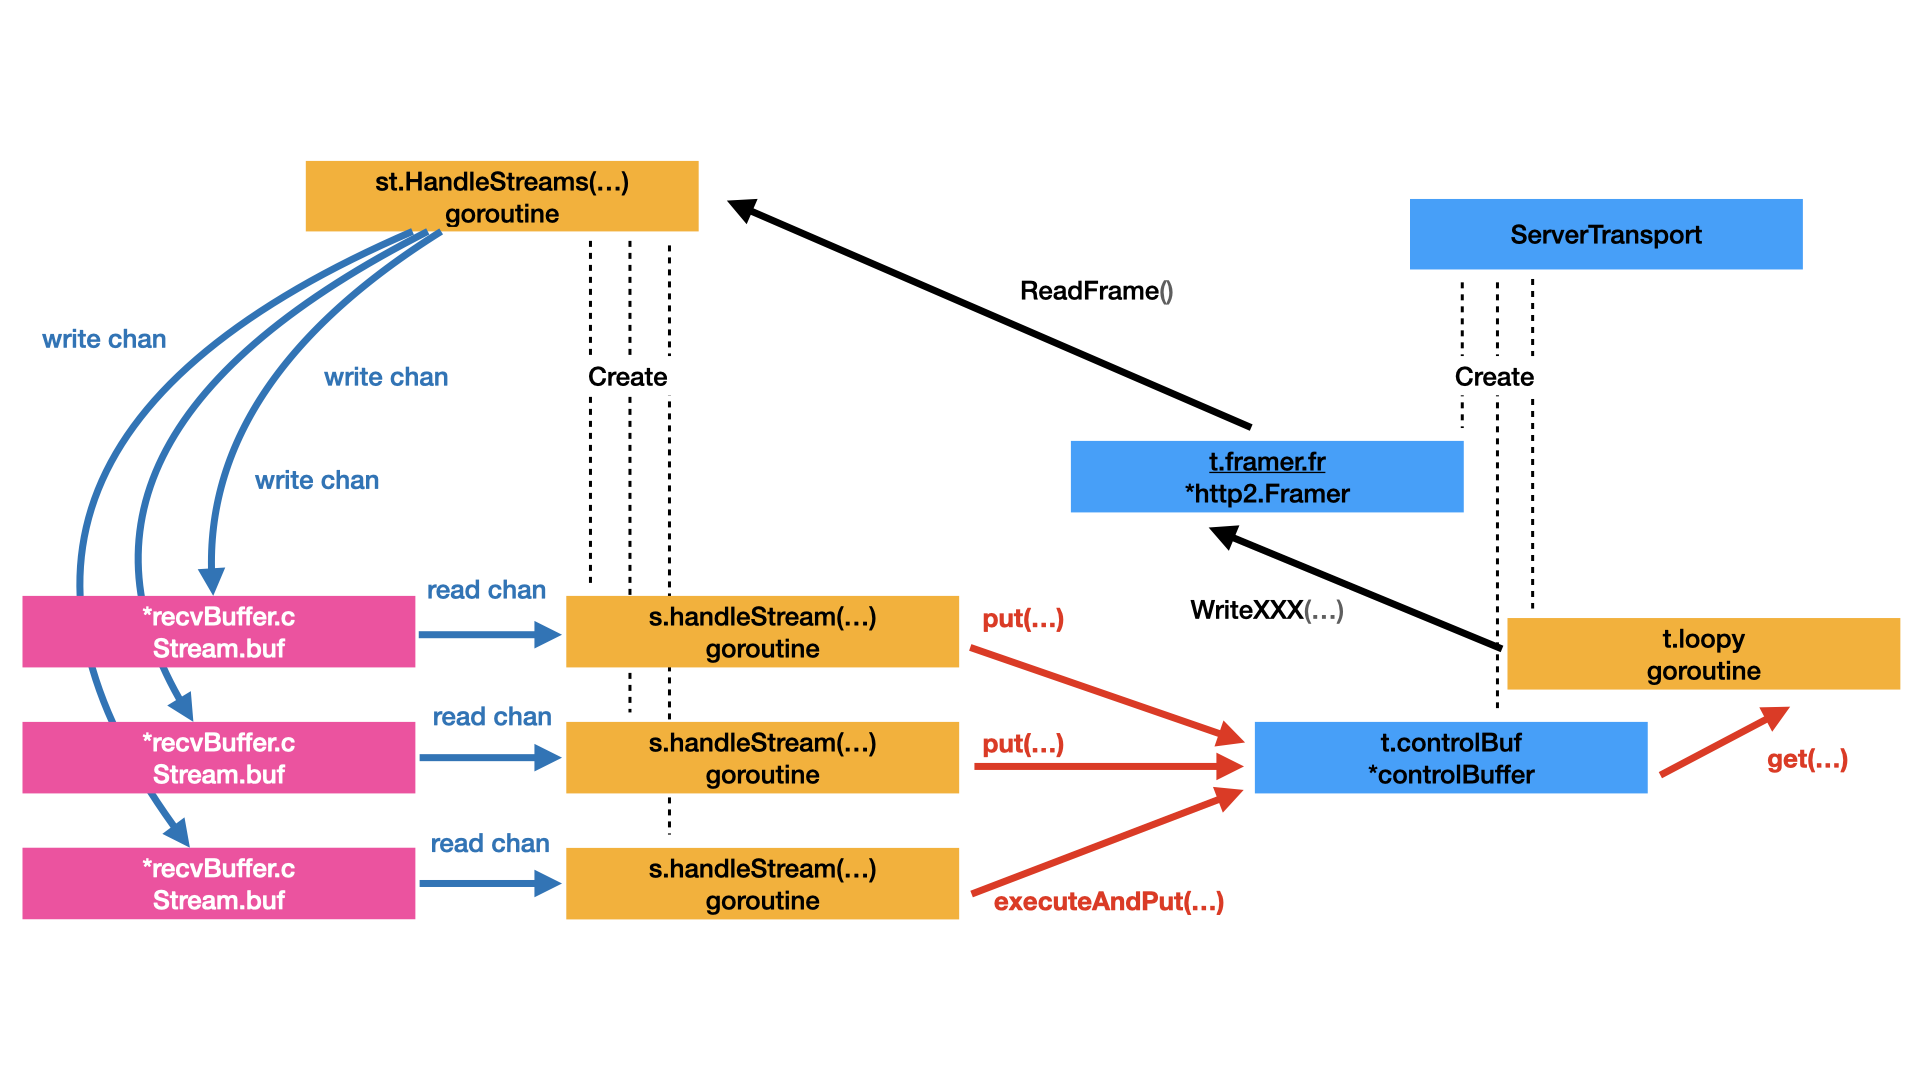 st.HandleStreams(…)
goroutine
ServerTransport
ReadFrame()
write chan
write chan
Create
Create
write chan
t.framer.fr
*http2.Framer
read chan
*recvBuffer.c
Stream.buf
s.handleStream(…)
goroutine
put(…)
WriteXXX(…)
t.loopy
goroutine
read chan
*recvBuffer.c
Stream.buf
s.handleStream(…)
goroutine
put(…)
t.controlBuf
*controlBuffer
get(…)
read chan
*recvBuffer.c
Stream.buf
s.handleStream(…)
goroutine
executeAndPut(…)